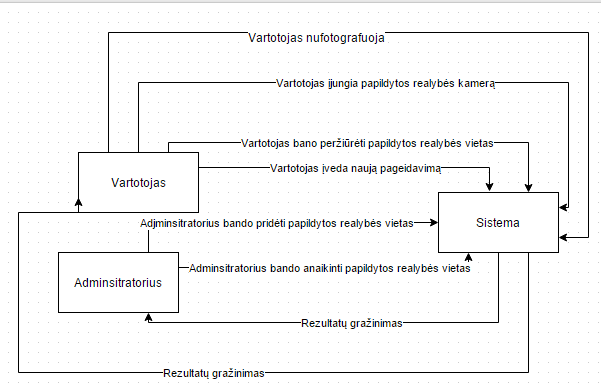 Vartotojas nufotografuoja
Vartotojas įjungia papildytos realybės kamerą
Vartotojas bano peržiūrėti papildytos realybės vietas
Vartotojas įveda naują pageidavimą
Vartotojas
Adjminsitratorius bando pridėti papildytos realybės vietas
Sistema
Adminsitratorius bando anaikinti papildytos realybės vietas
Adminsitratorius
Rezultatų gražinimas
Rezultatų gražinimas